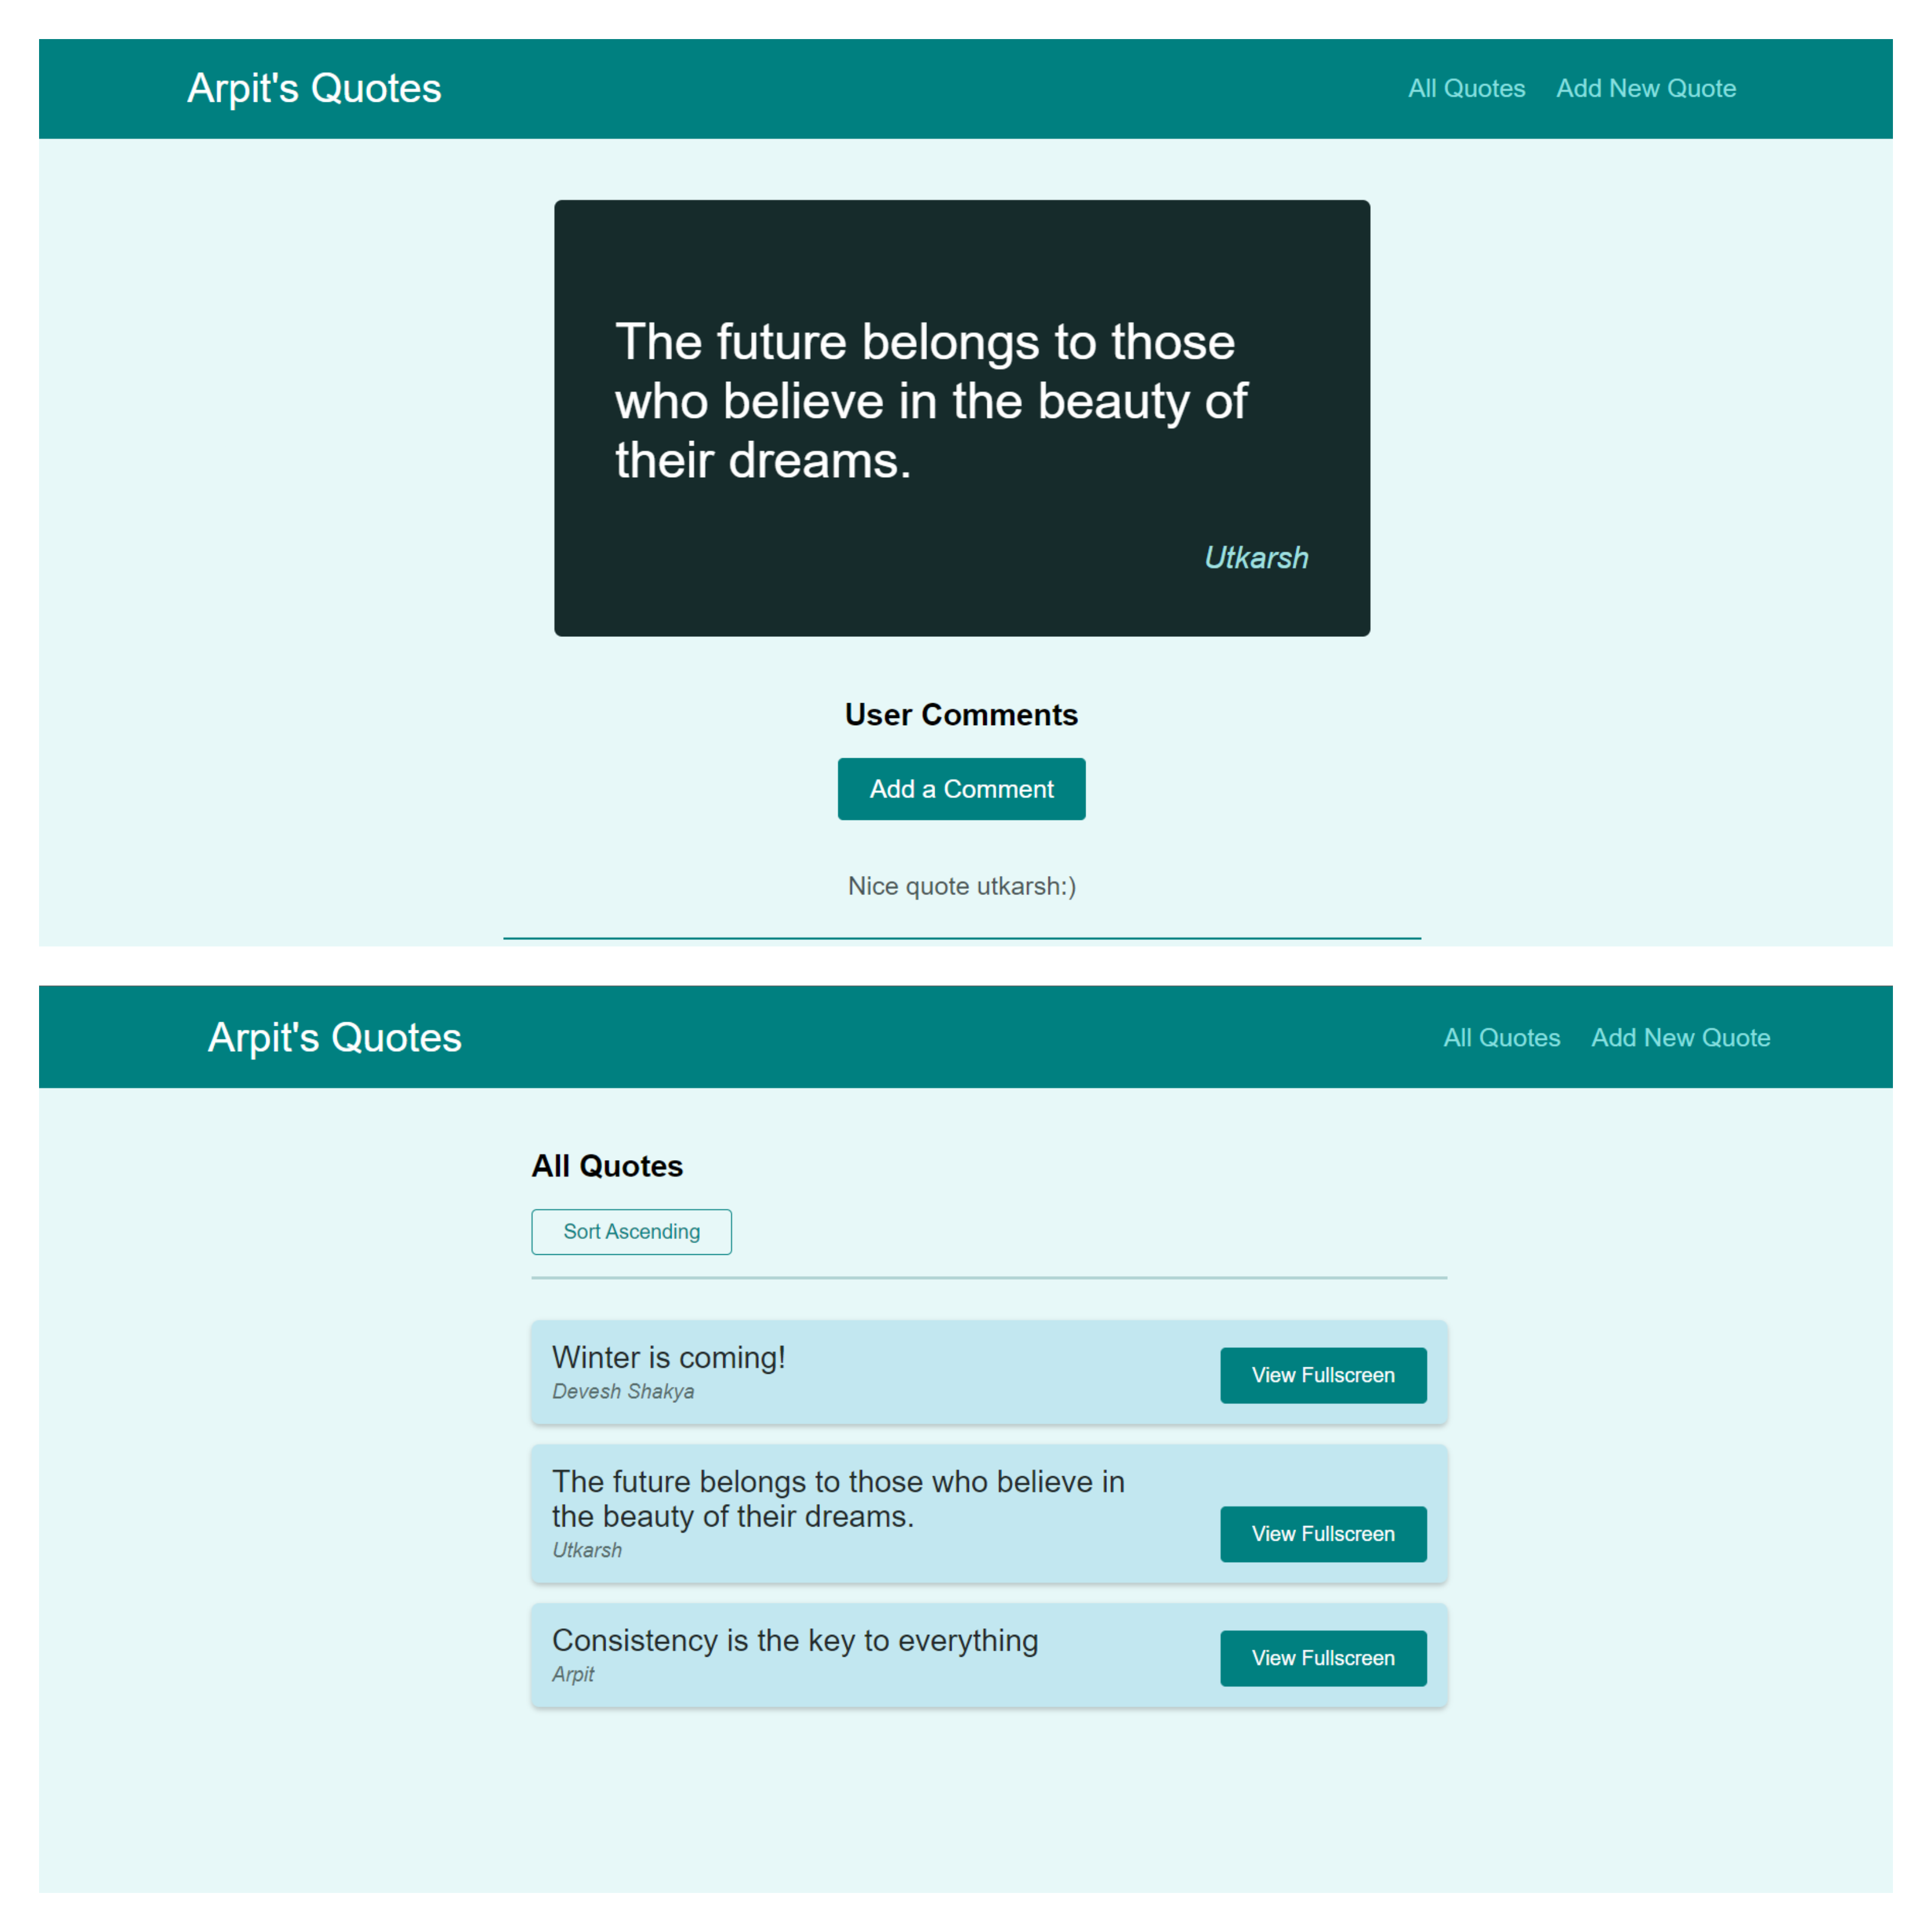 Arpit's Quotes
All Quotes Add New Quote
The future belongs to those
who believe in the beauty of
their dreams.
Utkarsh
User Comments
Add a Comment
Nice quote utkarsh:)
Arpit's Quotes
All Quotes Add New Quote
All Quotes
Sort Ascending
Winter is coming!
Devesh Shakya
View Fullscreen
The future belongs to those who believe in
the beauty of their dreams.
Utkarsh
View Fullscreen
Consistency is the key to everything
Arpit
View Fullscreen